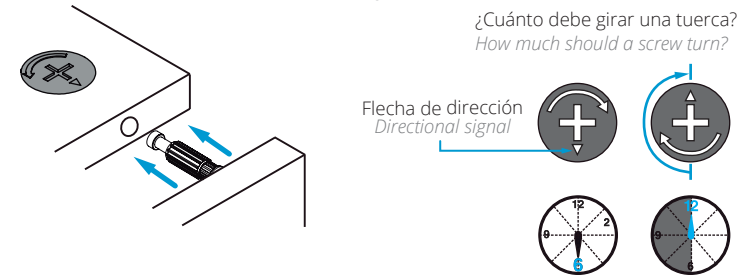 ¿Cuánto debe girar una tuerca?
How much should a screw turn?
Flecha de dirección
Directional signal
12
2
9
6
12
9
6